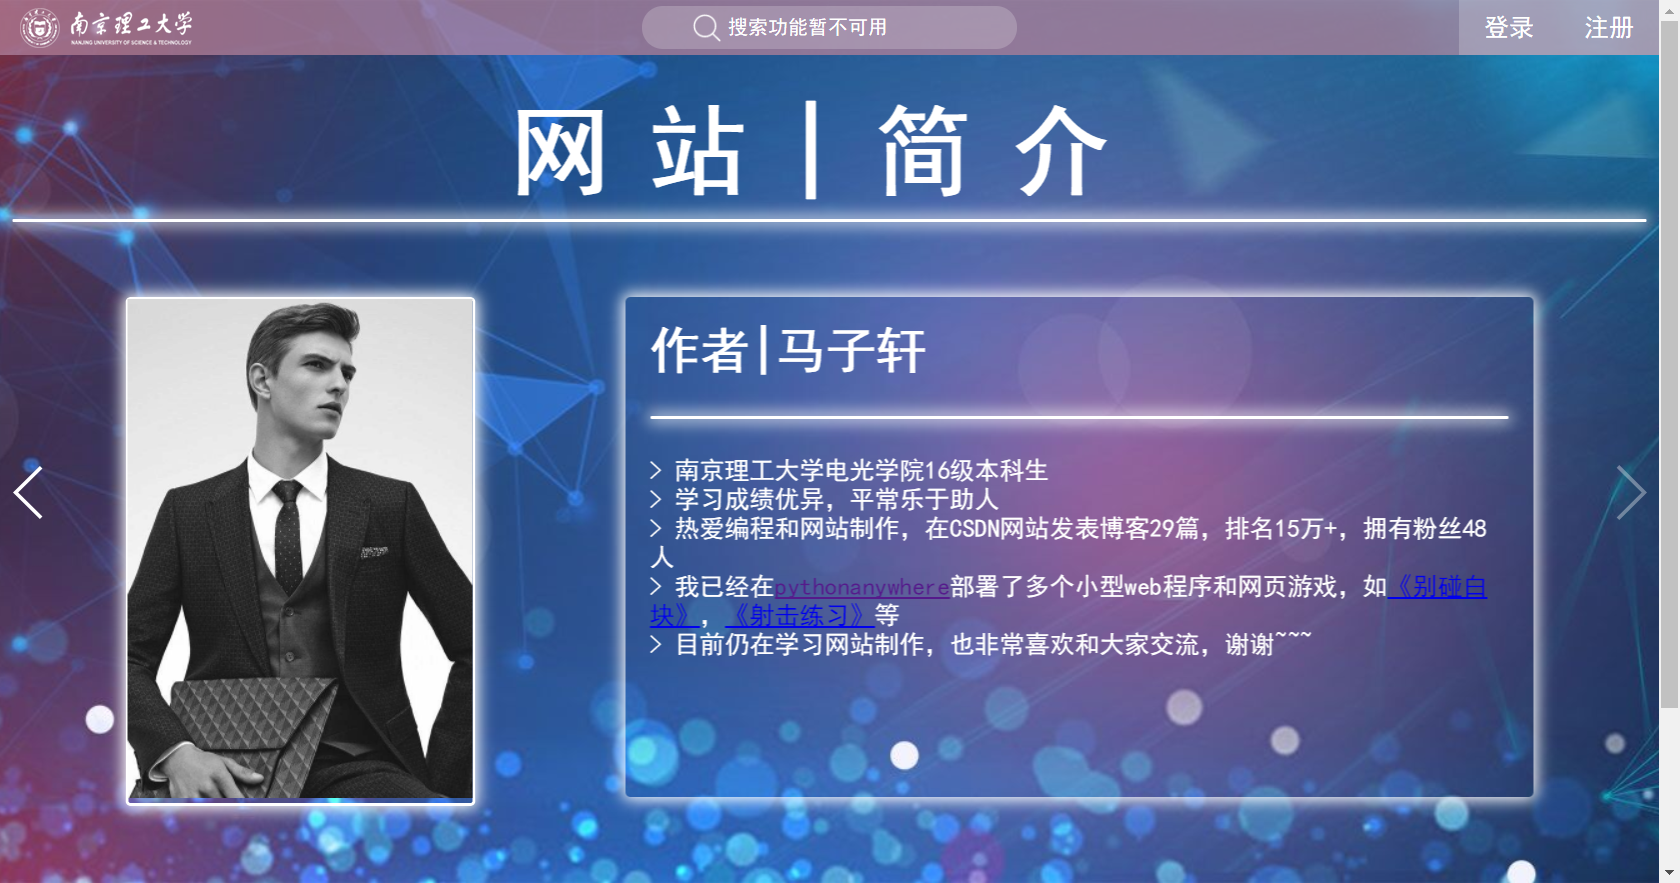 南京理工大学
NANJING UNIVERSITY OF SCIENCE & TECHNOLOGY
搜索功能暂不可用
登录 注册
网站|简介
作者|马子轩
> 南京理工大学电光学院16级本科生
> 学习成绩优异，平常乐于助人
> 热爱编程和网站制作，在CSDN网站发表博客29篇，排名15万+，拥有粉丝48
人
> 我已经在pythonanywhere部署了多个小型web程序和网页游戏，如《别碰白
块》，《射击练习》等
> 目前仍在学习网站制作，也非常喜欢和大家交流，谢谢~~~